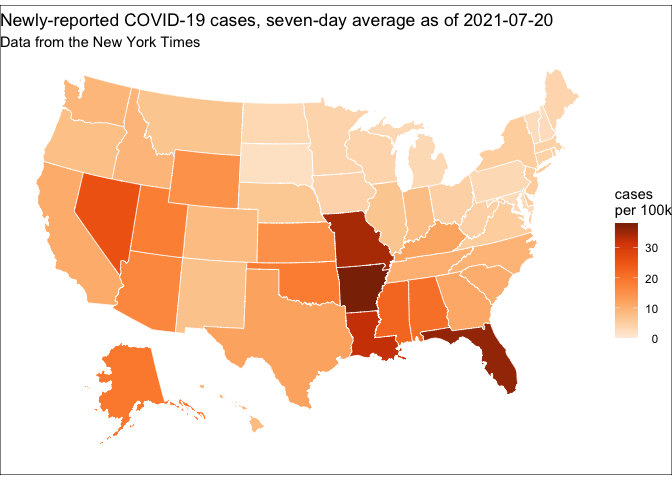 Newly-reported COVID-19 cases, seven-day average as of 2021-07-20
Data from the New York Times
cases
per 100k
30
20
10
0